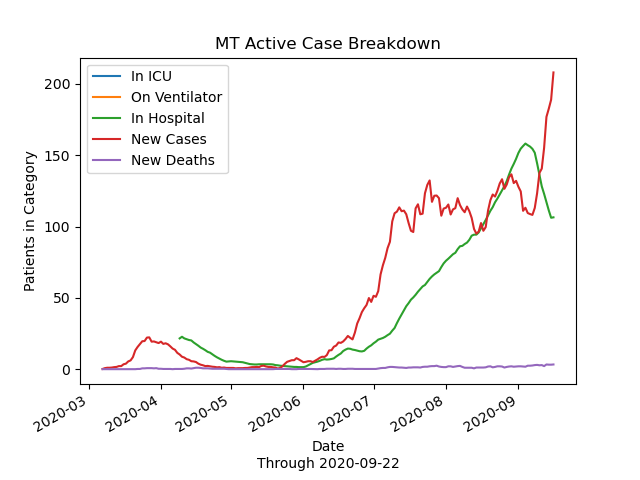 MT Active Case Breakdown
In ICU
On Ventilator
In Hospital
New Cases
New Deaths
Patients in Category
200
150
100
50
0
2020-03
2020-04
2020-05
2020-06
2020-07
2020-08
2020-09
Date
Through 2020-09-22